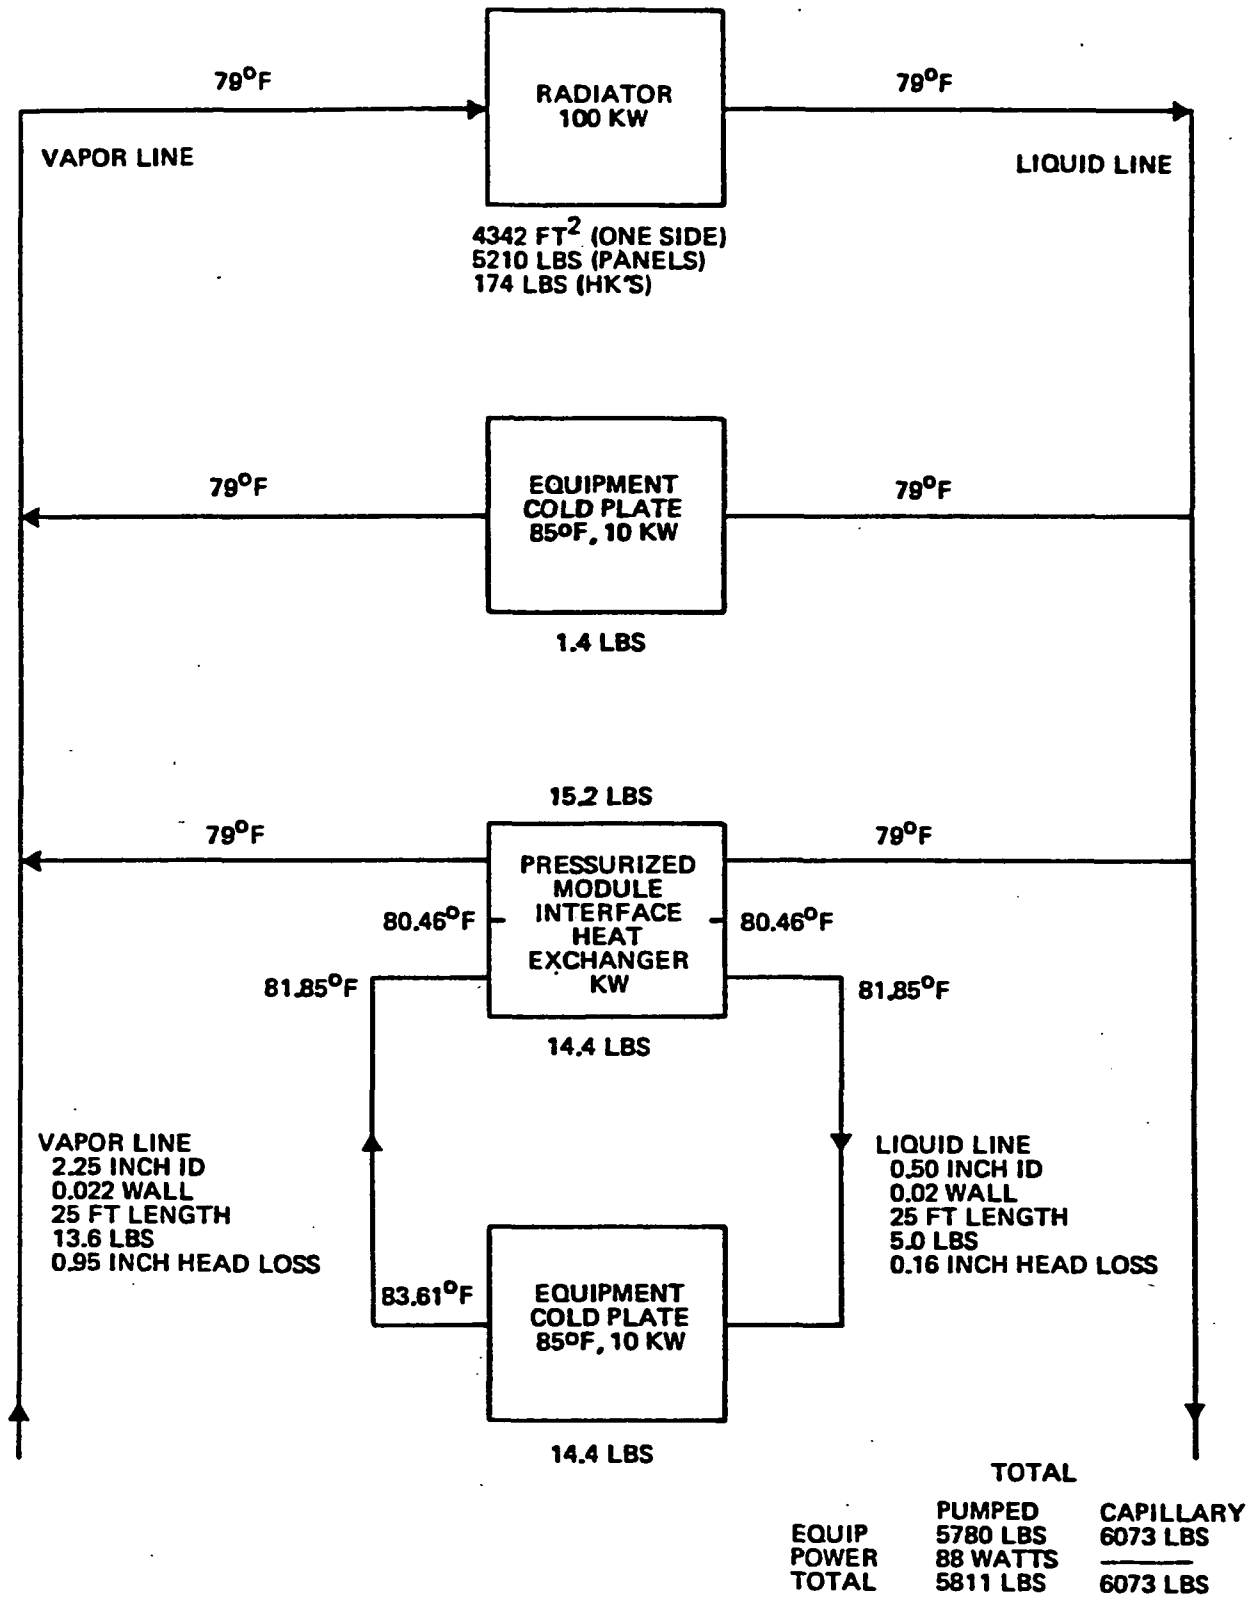 79°F
RADIATOR
100 KW
79°F
VAPOR LINE
LIQUID LINE
4342 FT² (ONE SIDE)
5210 LBS (PANELS)
174 LBS (HK'S)
79°F
EQUIPMENT
COLD PLATE
85°F, 10 KW
79°F
1.4 LBS
15.2 LBS
79°F
PRESSURIZED
MODULE
INTERFACE
HEAT
EXCHANGER
KW
79°F
80.46°F
80.46°F
81.85°F
81.85°F
14.4 LBS
VAPOR LINE
2.25 INCH ID
0.022 WALL
25 FT LENGTH
13.6 LBS
0.95 INCH HEAD LOSS
LIQUID LINE
0.50 INCH ID
0.02 WALL
25 FT LENGTH
5.0 LBS
0.16 INCH HEAD LOSS
83.61°F
EQUIPMENT
COLD PLATE
85°F, 10 KW
14.4 LBS
TOTAL
PUMPED CAPILLARY
EQUIP 5780 LBS 6073 LBS
POWER 88 WATTS
TOTAL 5811 LBS 6073 LBS